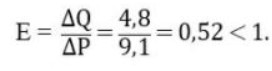 E = ΔQ/ΔP = 4,8/9,1 = 0,52 < 1.